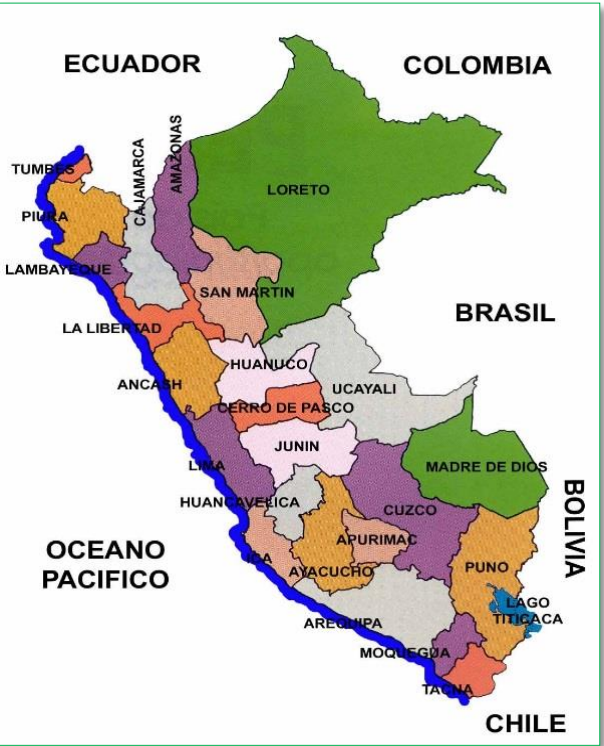 ECUADOR
COLOMBIA
TUMBES
CAJAMARCA
AMAZONAS
LORETO
PIURA
LAMBAYEQUE
SAN MARTIN
BRASIL
LA LIBERTAD
HUANUCO
ANCASH
UCAYALI
CERRO DE PASCO
JUNIN
LIMA
MADRE DE DIOS
HUANCAVELICA
CUZCO
BOLIVIA
OCEANO
PACIFICO
APURIMAC
ICA
AYACUCHO
PUNO
LAGO
TITICACA
AREQUIPA
MOQUEGUA
TACNA
CHILE